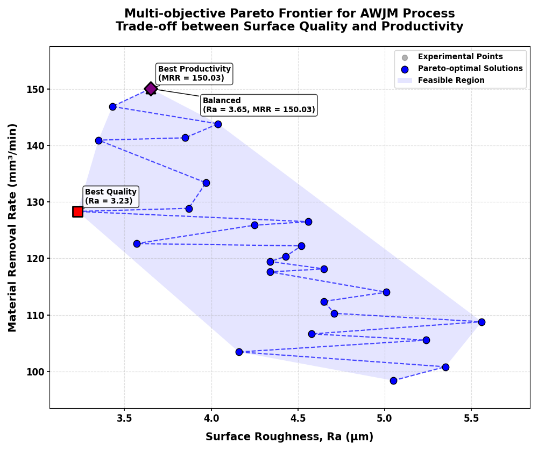 Multi-objective Pareto Frontier for AWJM Process
Trade-off between Surface Quality and Productivity
Experimental Points
Pareto-optimal Solutions
Feasible Region
Best Productivity
(MRR = 150.03)
Balanced
(Ra = 3.65, MRR = 150.03)
Best Quality
(Ra = 3.23)
Material Removal Rate (mm³/min)
150
140
130
120
110
100
3.5 4.0 4.5 5.0 5.5
Surface Roughness, Ra (μm)